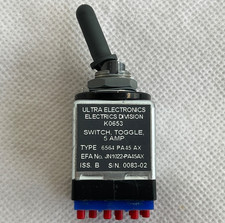 ULTRA ELECTRONICS
ELECTRICS DIVISION
K0653
SWITCH, TOGGLE,
5 AMP
TYPE 6564 PA45 AX
EFA No. JN1022-PA45AX
ISS. B S/N. 0083-02